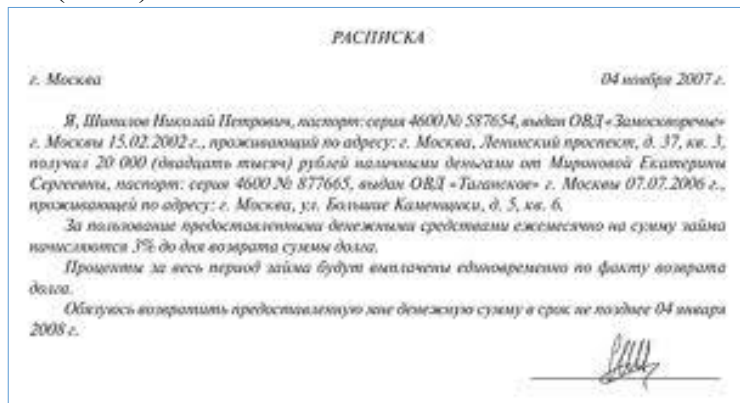 РАСПИСКА
г. Москва 04 ноября 2007 г.
Я, Шипилов Николай Петрович, паспорт: серия 4600 № 587654, выдан ОВД «Замоскворечье»
г. Москвы 15.02.2002 г., проживающий по адресу: г. Москва, Ленинский проспект, д. 37, кв. 3,
получил 20 000 (двадцать тысяч) рублей наличными деньгами от Мироновой Екатерины
Сергеевны, паспорт: серия 4600 № 877665, выдан ОВД «Таганское» г. Москвы 07.07.2006 г.,
проживающей по адресу: г. Москва, ул. Большие Каменщики, д. 5, кв. 6.
За пользование предоставленными денежными средствами ежемесячно на сумму займа
начисляются 3% до дня возврата суммы долга.
Проценты за весь период займа будут выплачены единовременно по факту возврата
долга.
Обязуюсь возвратить предоставленную мне денежную сумму в срок не позднее 04 января
2008 г.